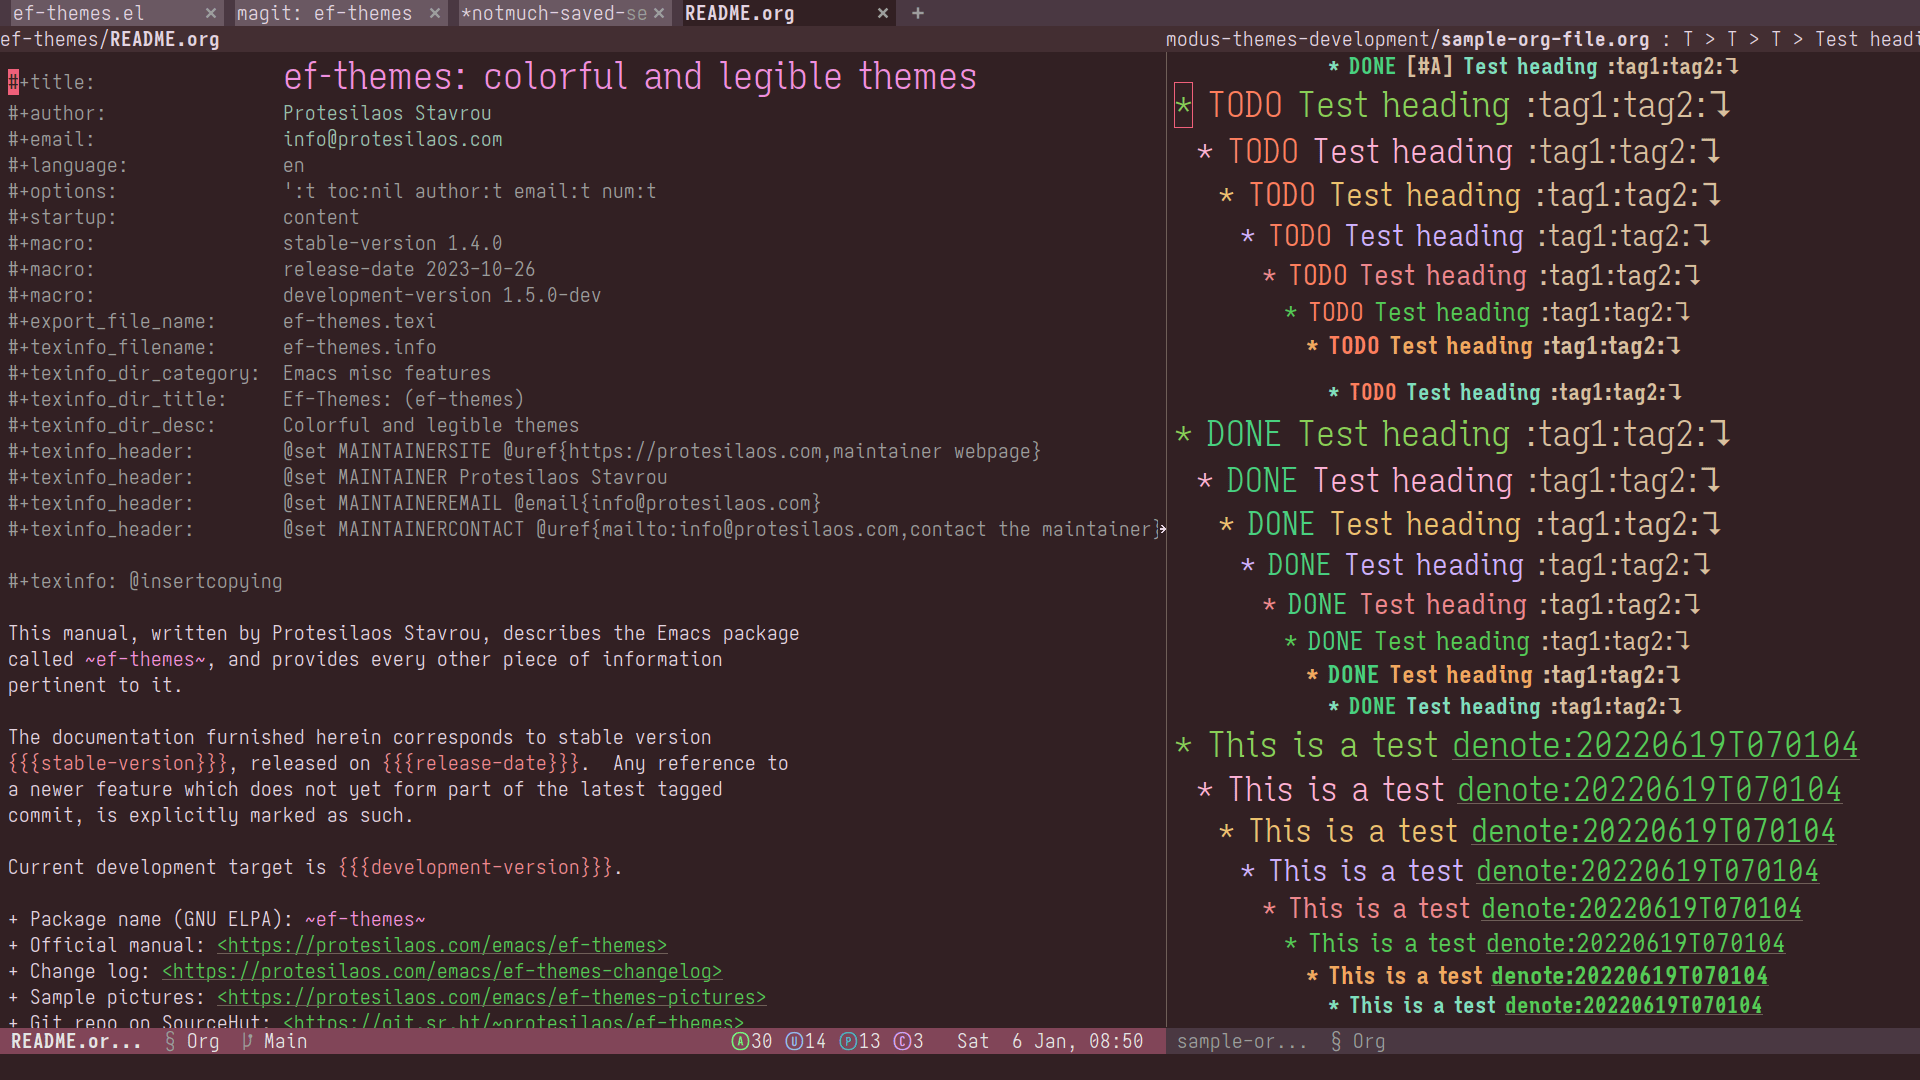 ef-themes.el × magit: ef-themes × *notmuch-saved-se × README.org × +
ef-themes/README.org
#+title: ef-themes: colorful and legible themes
#+author: Protesilaos Stavrou
#+email: info@protesilaos.com
#+language: en
#+options: ':t toc:nil author:t email:t num:t
#+startup: content
#+macro: stable-version 1.4.0
#+macro: release-date 2023-10-26
#+macro: development-version 1.5.0-dev
#+export_file_name: ef-themes.texi
#+texinfo_filename: ef-themes.info
#+texinfo_dir_category: Emacs misc features
#+texinfo_dir_title: Ef-Themes: (ef-themes)
#+texinfo_dir_desc: Colorful and legible themes
#+texinfo_header: @set MAINTAINERSITE @uref{https://protesilaos.com,maintainer webpage}
#+texinfo_header: @set MAINTAINER Protesilaos Stavrou
#+texinfo_header: @set MAINTAINEREMAIL @email{info@protesilaos.com}
#+texinfo_header: @set MAINTAINERCONTACT @uref{mailto:info@protesilaos.com,contact the maintainer}
#+texinfo: @insertcopying
This manual, written by Protesilaos Stavrou, describes the Emacs package
called ~ef-themes~, and provides every other piece of information
pertinent to it.
The documentation furnished herein corresponds to stable version
{{{stable-version}}}, released on {{{release-date}}}.  Any reference to
a newer feature which does not yet form part of the latest tagged
commit, is explicitly marked as such.
Current development target is {{{development-version}}}.
+ Package name (GNU ELPA): ~ef-themes~
+ Official manual: <https://protesilaos.com/emacs/ef-themes>
+ Change log: <https://protesilaos.com/emacs/ef-themes-changelog>
+ Sample pictures: <https://protesilaos.com/emacs/ef-themes-pictures>
+ Git repo on SourceHut: <https://git.sr.ht/~protesilaos/ef-themes>
README.or... § Org Main A30 U14 P13 C3 Sat 6 Jan, 08:50
modus-themes-development/sample-org-file.org : T > T > T > Test headi
* DONE [#A] Test heading :tag1:tag2:⤵
* TODO Test heading :tag1:tag2:⤵
* TODO Test heading :tag1:tag2:⤵
* TODO Test heading :tag1:tag2:⤵
* TODO Test heading :tag1:tag2:⤵
* TODO Test heading :tag1:tag2:⤵
* TODO Test heading :tag1:tag2:⤵
* TODO Test heading :tag1:tag2:⤵
* TODO Test heading :tag1:tag2:⤵
* DONE Test heading :tag1:tag2:⤵
* DONE Test heading :tag1:tag2:⤵
* DONE Test heading :tag1:tag2:⤵
* DONE Test heading :tag1:tag2:⤵
* DONE Test heading :tag1:tag2:⤵
* DONE Test heading :tag1:tag2:⤵
* DONE Test heading :tag1:tag2:⤵
* DONE Test heading :tag1:tag2:⤵
* This is a test denote:20220619T070104
* This is a test denote:20220619T070104
* This is a test denote:20220619T070104
* This is a test denote:20220619T070104
* This is a test denote:20220619T070104
* This is a test denote:20220619T070104
* This is a test denote:20220619T070104
* This is a test denote:20220619T070104
sample-or... § Org